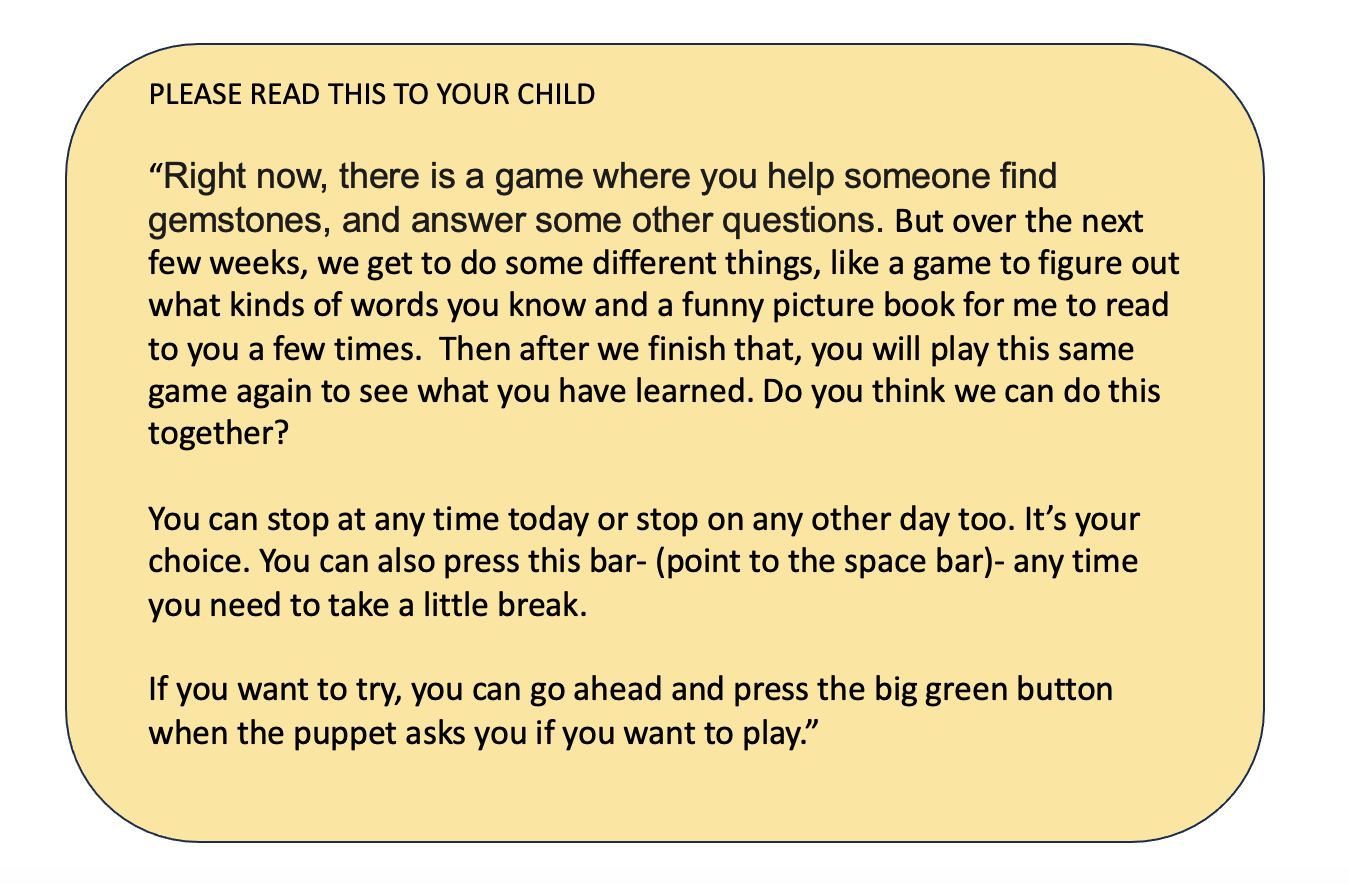 PLEASE READ THIS TO YOUR CHILD
“Right now, there is a game where you help someone find
gemstones, and answer some other questions. But over the next
few weeks, we get to do some different things, like a game to figure out
what kinds of words you know and a funny picture book for me to read
to you a few times.  Then after we finish that, you will play this same
game again to see what you have learned. Do you think we can do this
together?
You can stop at any time today or stop on any other day too. It’s your
choice. You can also press this bar- (point to the space bar)- any time
you need to take a little break.
If you want to try, you can go ahead and press the big green button
when the puppet asks you if you want to play.”